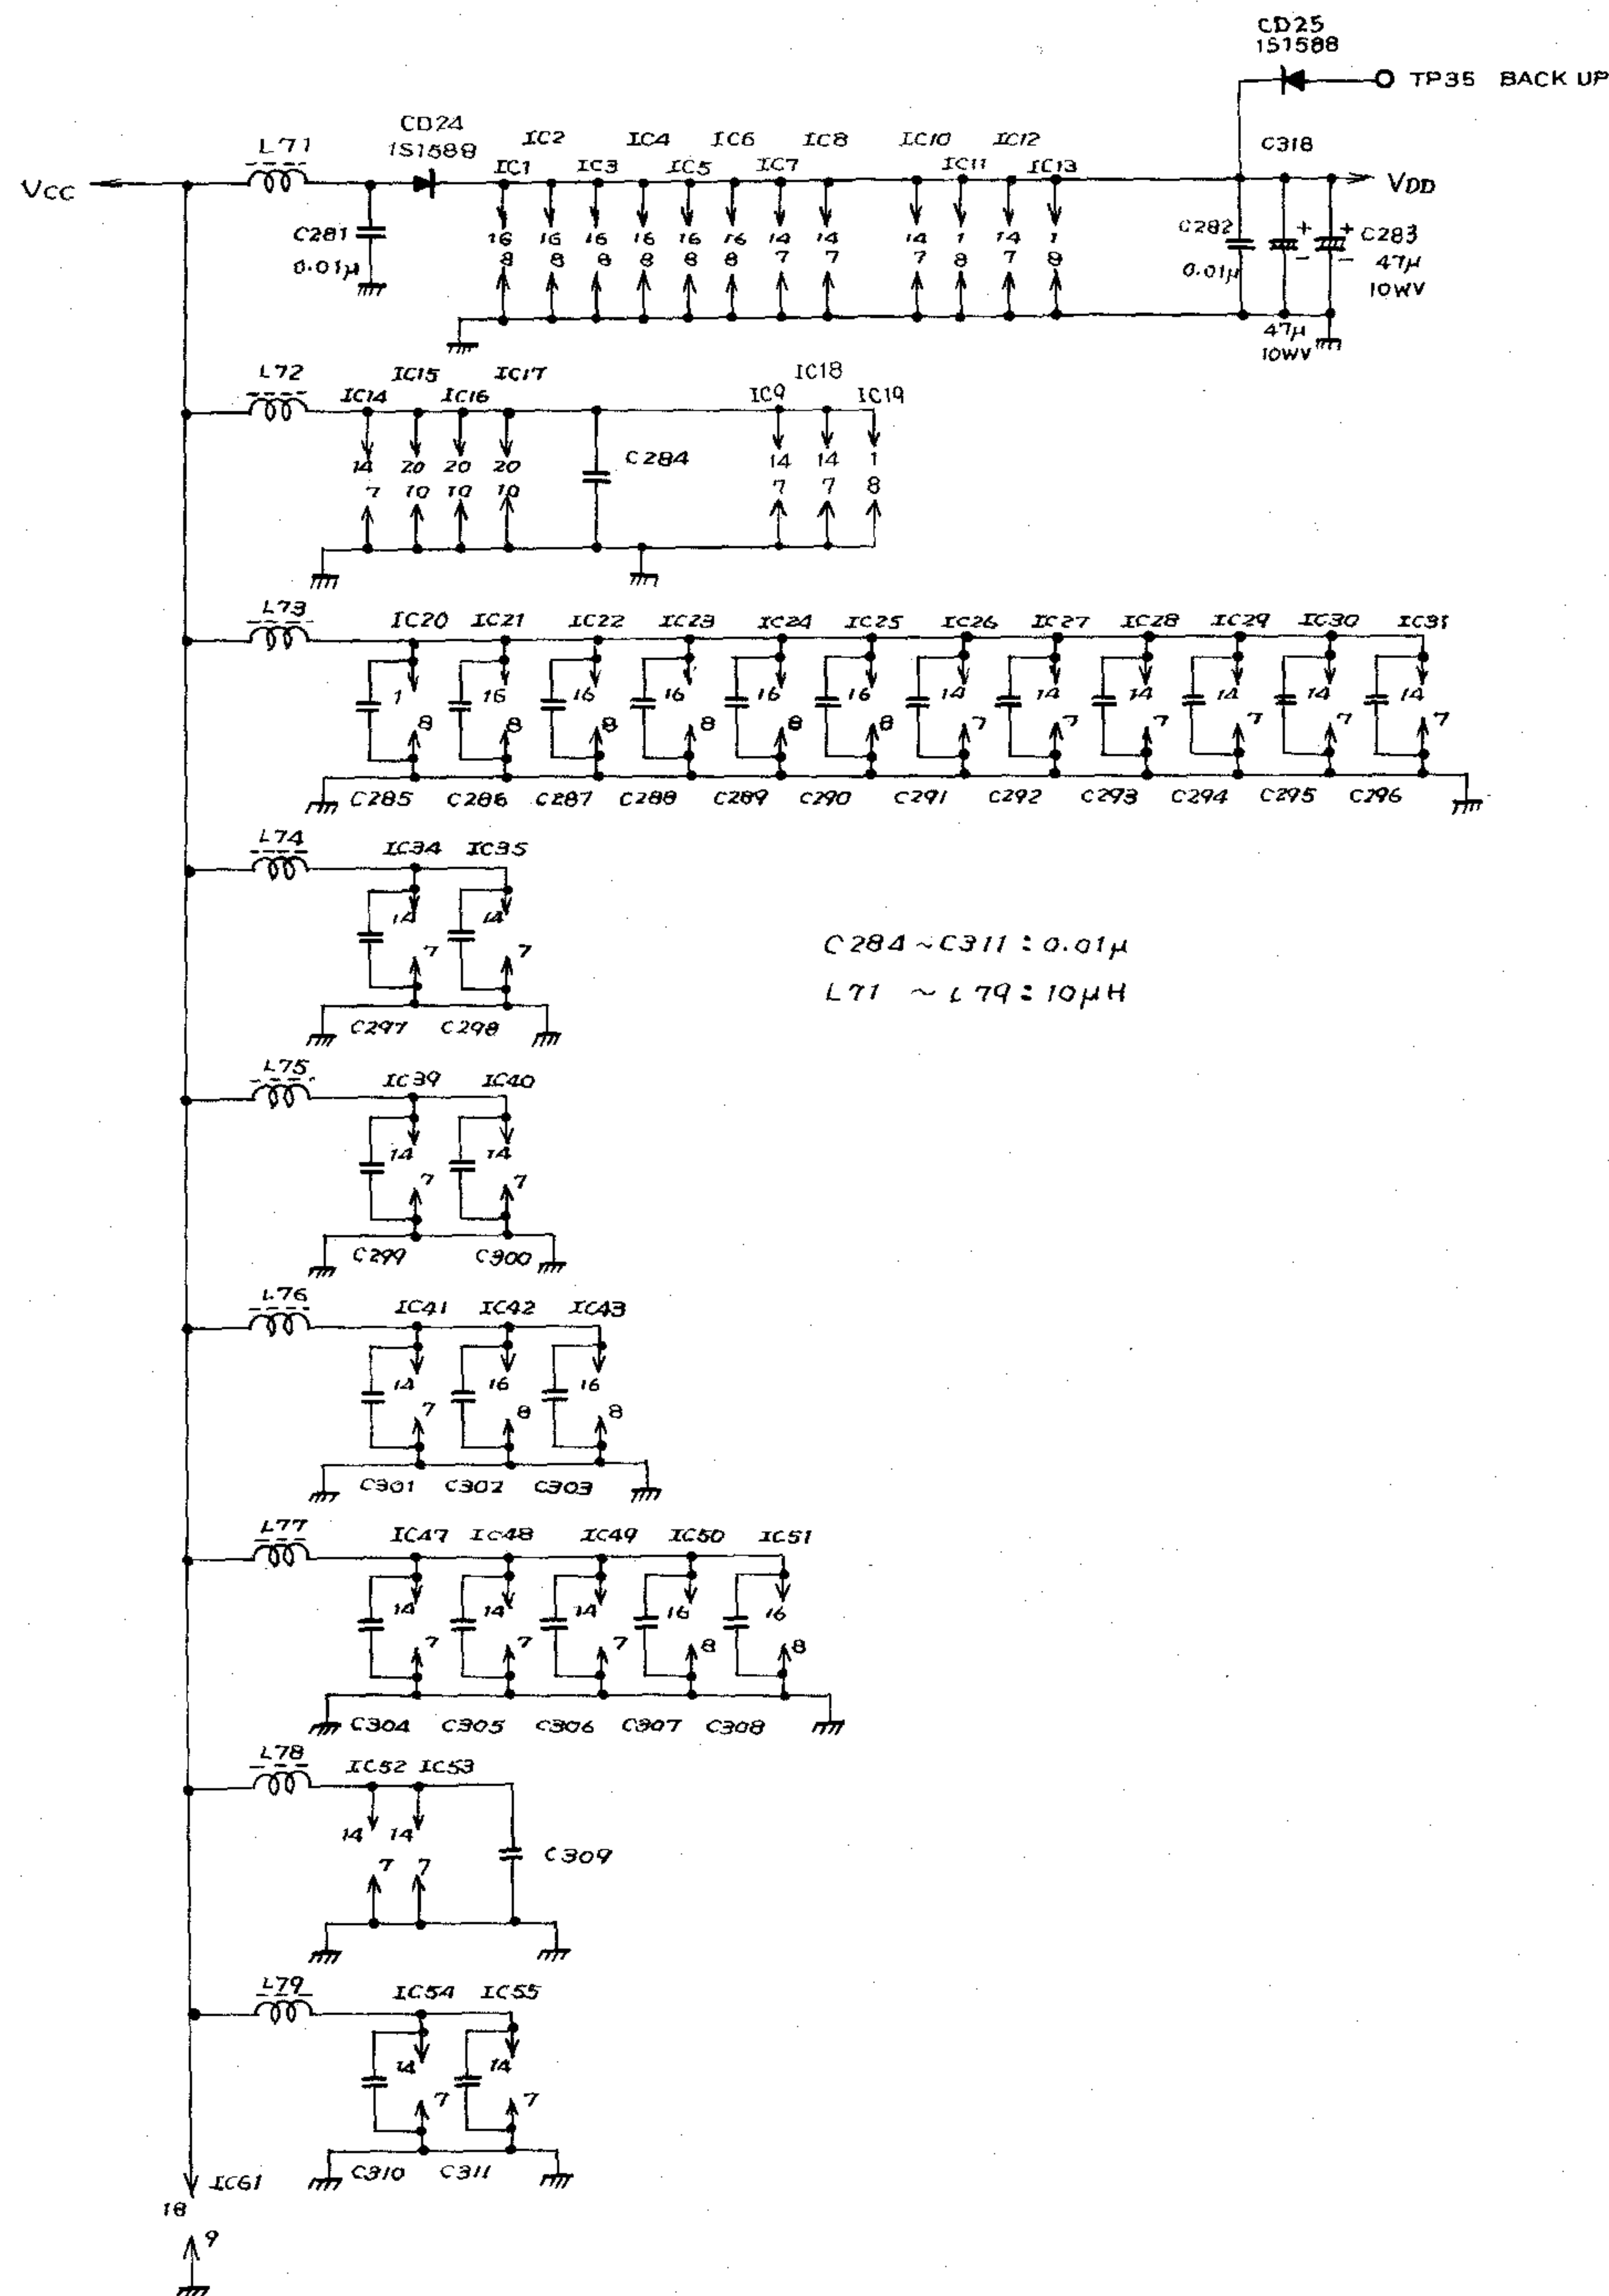 CD25
1S1588
TP35 BACK UP
CD24
1S1588
L71
IC2 IC4 IC6 IC8 IC10 IC12
IC1 IC3 IC5 IC7 IC11 IC13
C318
VCC
VDD
C281
0.01μ
16 16 16 16 16 16 14 14 14 1 14 1
8 8 8 8 8 8 7 7 7 8 7 8
C282
0.01μ
+ + C283
- - 47μ
10WV
47μ
10WV
L72
IC15 IC17 IC18
IC14 IC16 IC9 IC19
14 20 20 20 C284 14 14 1
7 10 10 10 7 7 8
L73
IC20 IC21 IC22 IC23 IC24 IC25 IC26 IC27 IC28 IC29 IC30 IC31
1 16 16 16 16 16 14 14 14 14 14 14
8 8 8 8 8 8 7 7 7 7 7 7
C285 C286 C287 C288 C289 C290 C291 C292 C293 C294 C295 C296
L74
IC34 IC35
14 14
7 7
C297 C298
C284~C311:0.01μ
L71 ~L79:10μH
L75
IC39 IC40
14 14
7 7
C299 C300
L76
IC41 IC42 IC43
14 16 16
7 8 8
C301 C302 C303
L77
IC47 IC48 IC49 IC50 IC51
14 14 14 16 16
7 7 7 8 8
C304 C305 C306 C307 C308
L78
IC52 IC53
14 14
7 7
C309
L79
IC54 IC55
14 14
7 7
C310 C311
IC61
18
9